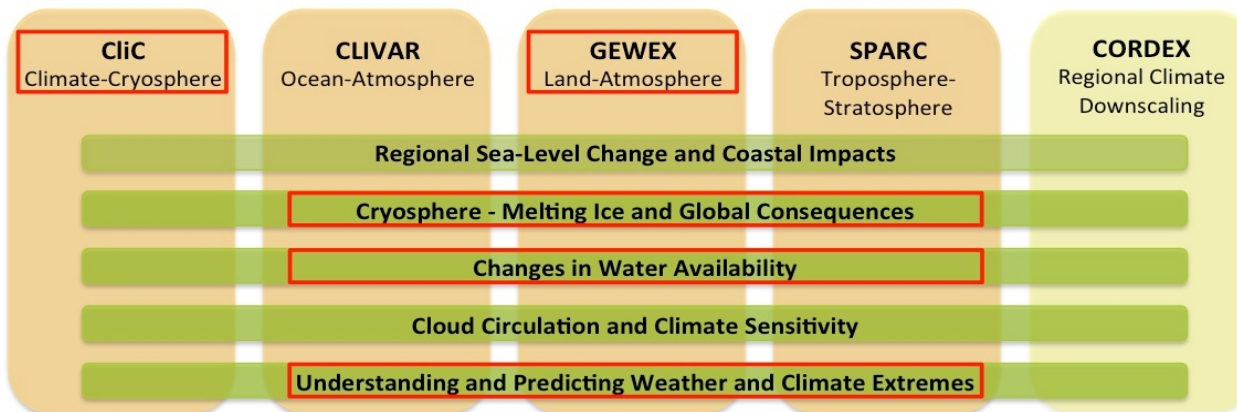 CliC
Climate-Cryosphere
CLIVAR
Ocean-Atmosphere
GEWEX
Land-Atmosphere
SPARC
Troposphere-
Stratosphere
CORDEX
Regional Climate
Downscaling
Regional Sea-Level Change and Coastal Impacts
Cryosphere - Melting Ice and Global Consequences
Changes in Water Availability
Cloud Circulation and Climate Sensitivity
Understanding and Predicting Weather and Climate Extremes